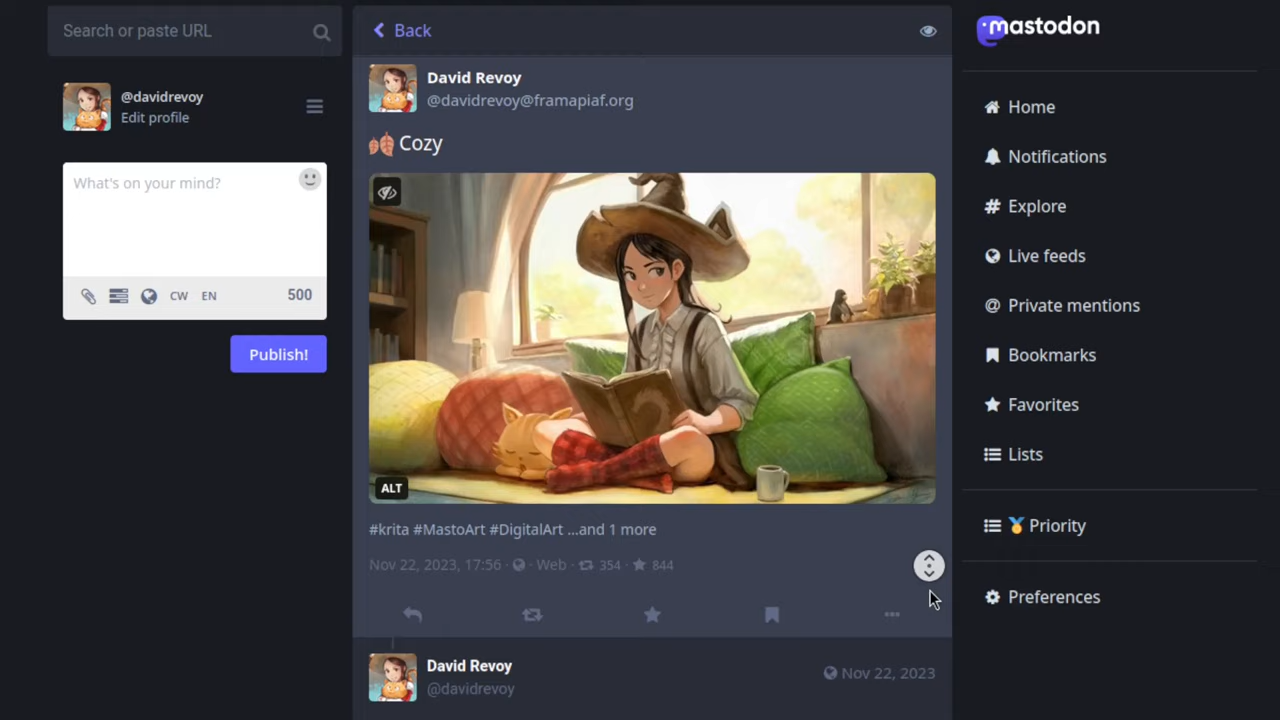 Search or paste URL
@davidrevoy
Edit profile
What's on your mind?
CW EN 500
Publish!
Back
David Revoy
@davidrevoy@framapiaf.org
🍂 Cozy
ALT
#krita #MastoArt #DigitalArt ...and 1 more
Nov 22, 2023, 17:56 · Web · 354 · 844
David Revoy
@davidrevoy
Nov 22, 2023
mastodon
Home
Notifications
Explore
Live feeds
Private mentions
Bookmarks
Favorites
Lists
🏅 Priority
Preferences